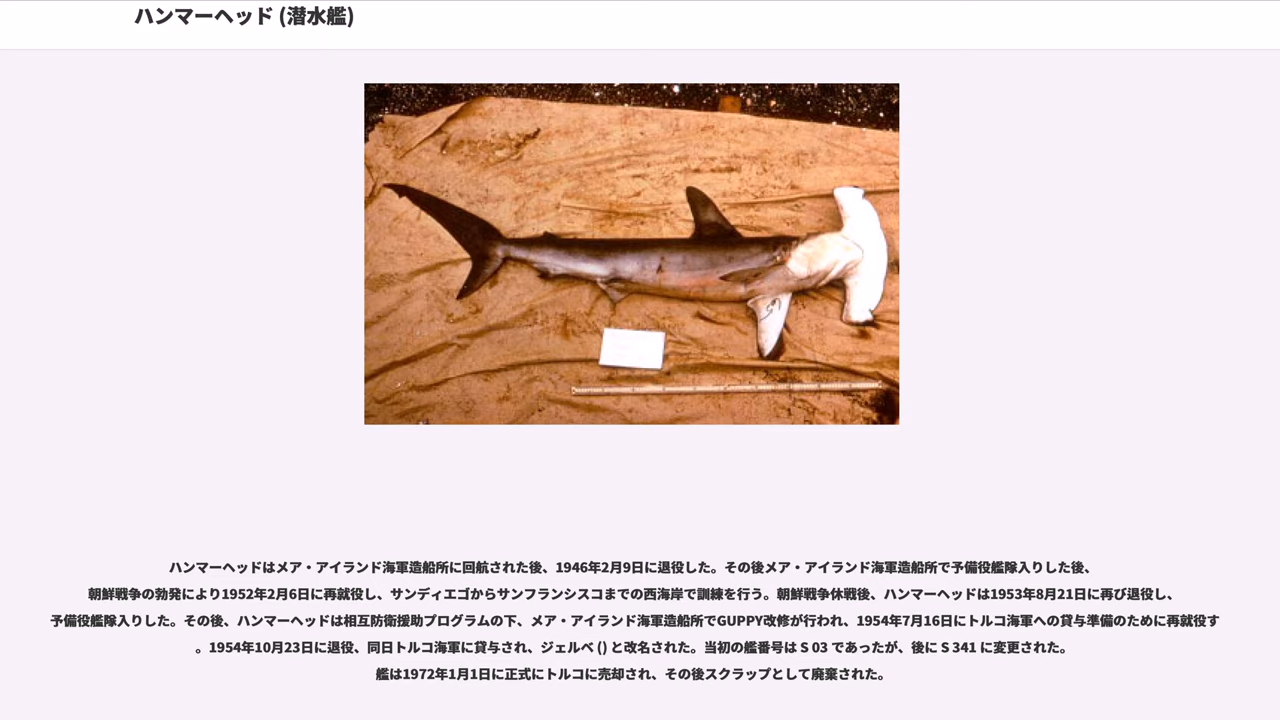 ハンマーヘッド (潜水艦)
ハンマーヘッドはメア・アイランド海軍造船所に回航された後、1946年2月9日に退役した。その後メア・アイランド海軍造船所で予備役艦隊入りした後、
朝鮮戦争の勃発により1952年2月6日に再就役し、サンディエゴからサンフランシスコまでの西海岸で訓練を行う。朝鮮戦争休戦後、ハンマーヘッドは1953年8月21日に再び退役し、
予備役艦隊入りした。その後、ハンマーヘッドは相互防衛援助プログラムの下、メア・アイランド海軍造船所でGUPPY改修が行われ、1954年7月16日にトルコ海軍への貸与準備のために再就役す
。1954年10月23日に退役、同日トルコ海軍に貸与され、ジェルベ () と改名された。当初の艦番号は S 03 であったが、後に S 341 に変更された。
艦は1972年1月1日に正式にトルコに売却され、その後スクラップとして廃棄された。